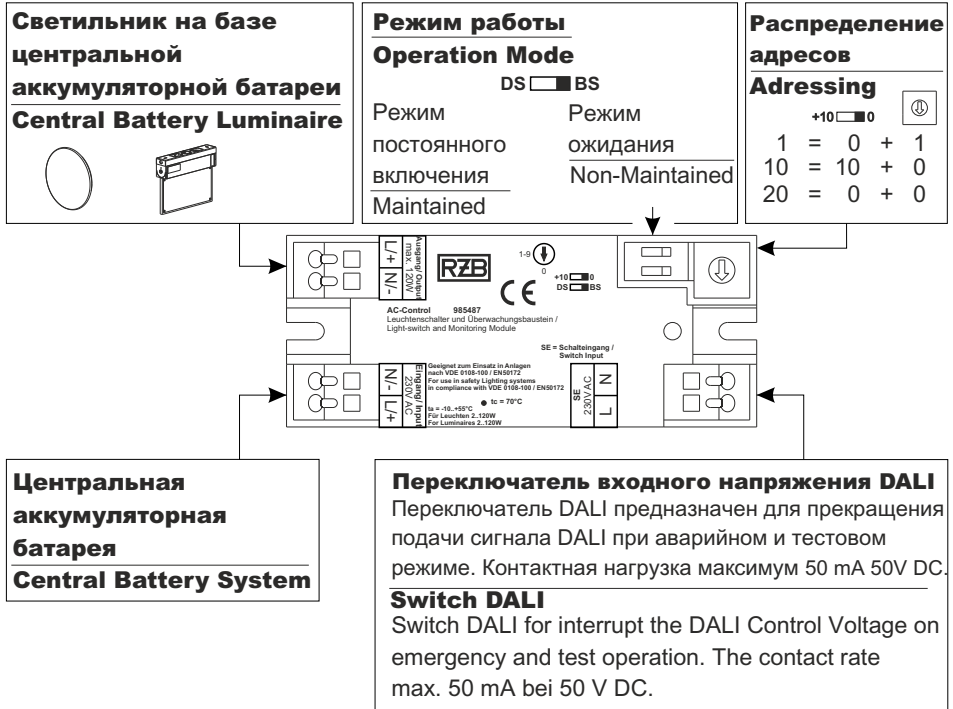 Светильник на базе
центральной
аккумуляторной батареи
Central Battery Luminaire
Режим работы
Operation Mode
DS BS
Режим
постоянного
включения
Maintained
Режим
ожидания
Non-Maintained
Распределение
адресов
Adressing
+10 0
1 = 0 + 1
10 = 10 + 0
20 = 0 + 0
L/+
N/-
Ausgang/ Output
max. 120W
RZB
1-9
0
CE
+10 0
DS BS
AC-Control 985487
Leuchtenschalter und Überwachungsbaustein /
Light-switch and Monitoring Module
SE = Schalteingang /
Switch Input
N/-
L/+
Eingang/ Input
230V AC
Geeignet zum Einsatz in Anlagen
nach VDE 0108-100 / EN50172
For use in safety Lighting systems
in compliance with VDE 0108-100 / EN50172
tc = 70°C
ta = -10..+55°C
Für Leuchten 2..120W
For Luminaires 2..120W
SE
230V AC
N
L
Центральная
аккумуляторная
батарея
Central Battery System
Переключатель входного напряжения DALI
Переключатель DALI предназначен для прекращения
подачи сигнала DALI при аварийном и тестовом
режиме. Контактная нагрузка максимум 50 mA 50V DC.
Switch DALI
Switch DALI for interrupt the DALI Control Voltage on
emergency and test operation. The contact rate
max. 50 mA bei 50 V DC.